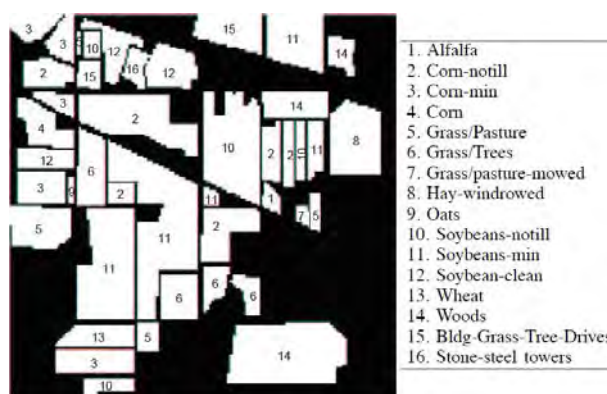 3 15 11
3 5 10 12 14
2 15 16 12
3 2 14
4 10 2 2 10 11 8
12 6
3 9 2 11 1
5 11 2 7 5
11 6 6 6
13 5
3 14
10
1. Alfalfa
2. Corn-notill
3. Corn-min
4. Corn
5. Grass/Pasture
6. Grass/Trees
7. Grass/pasture-mowed
8. Hay-windrowed
9. Oats
10. Soybeans-notill
11. Soybeans-min
12. Soybean-clean
13. Wheat
14. Woods
15. Bldg-Grass-Tree-Drives
16. Stone-steel towers